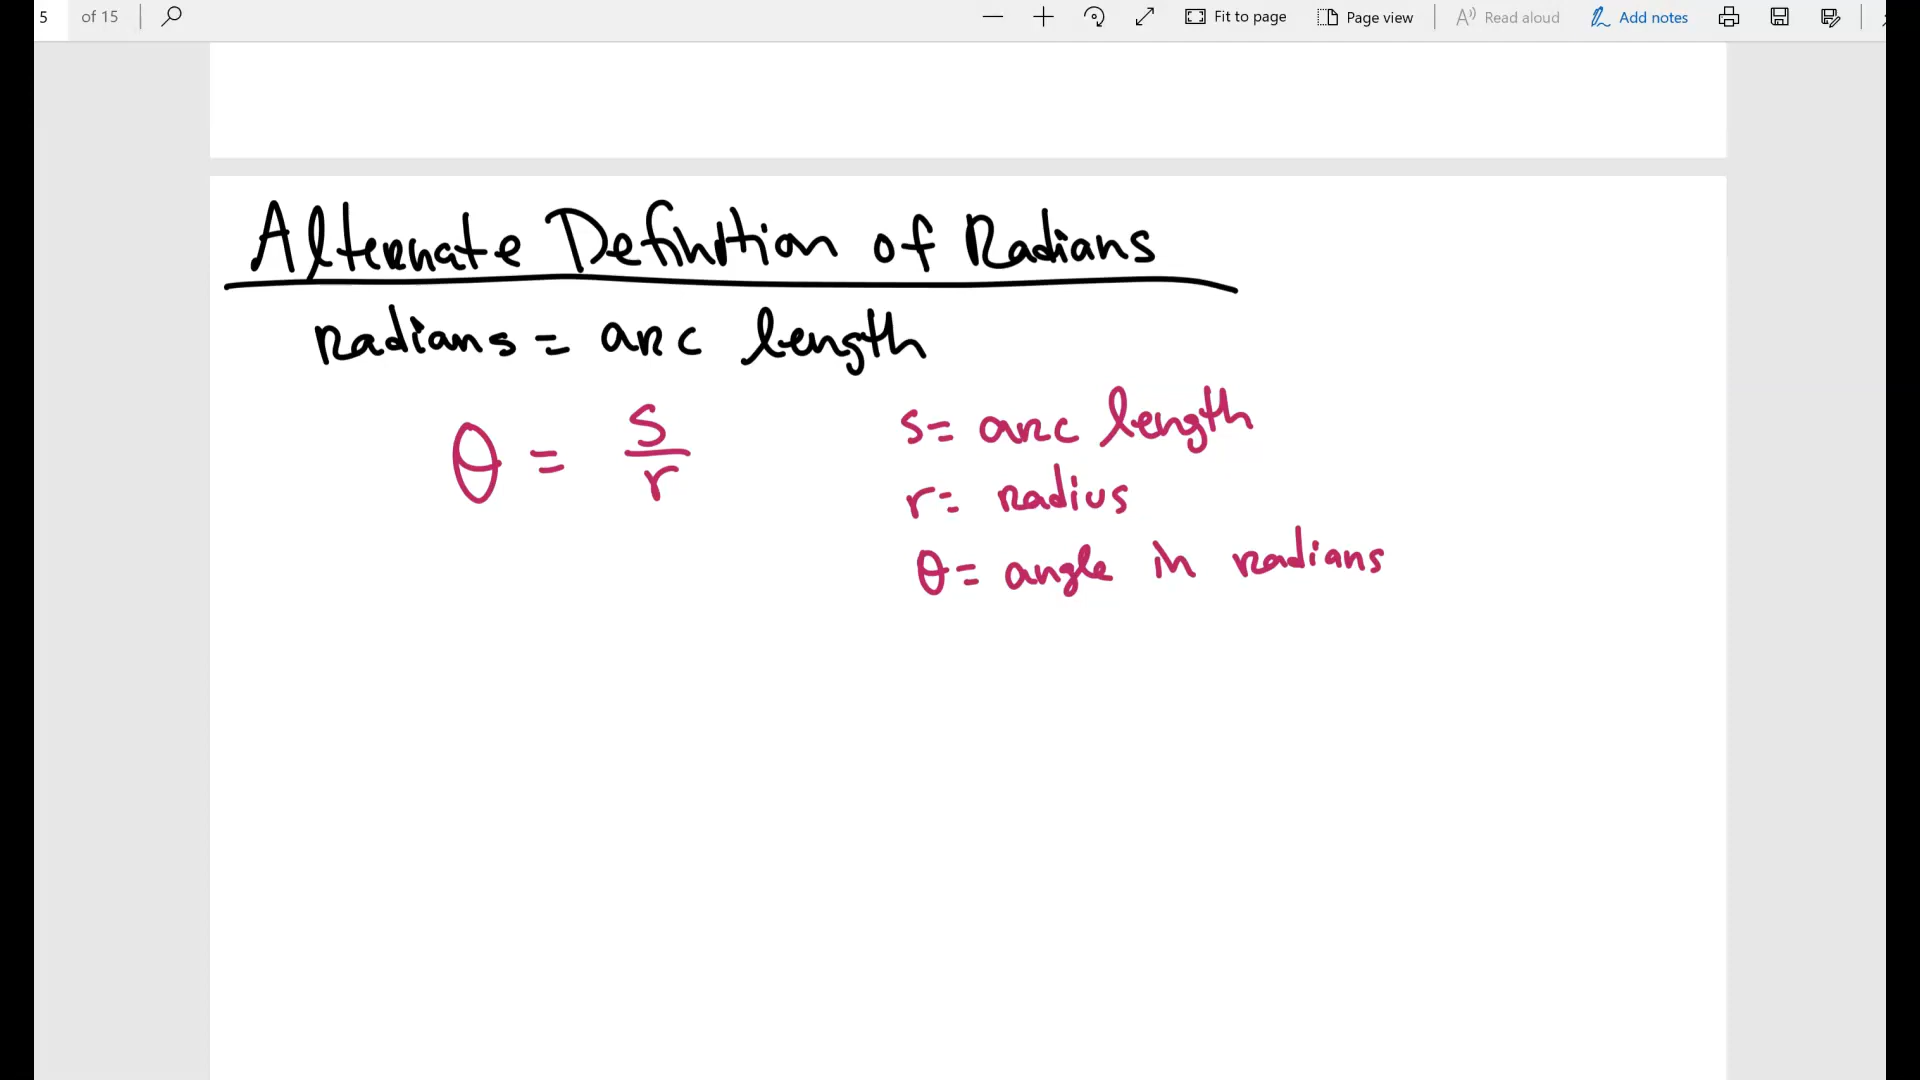 5 of 15 Fit to page Page view Read aloud Add notes
Alternate Definition of Radians
radians = arc length
θ = s/r
s = arc length
r = radius
θ = angle in radians